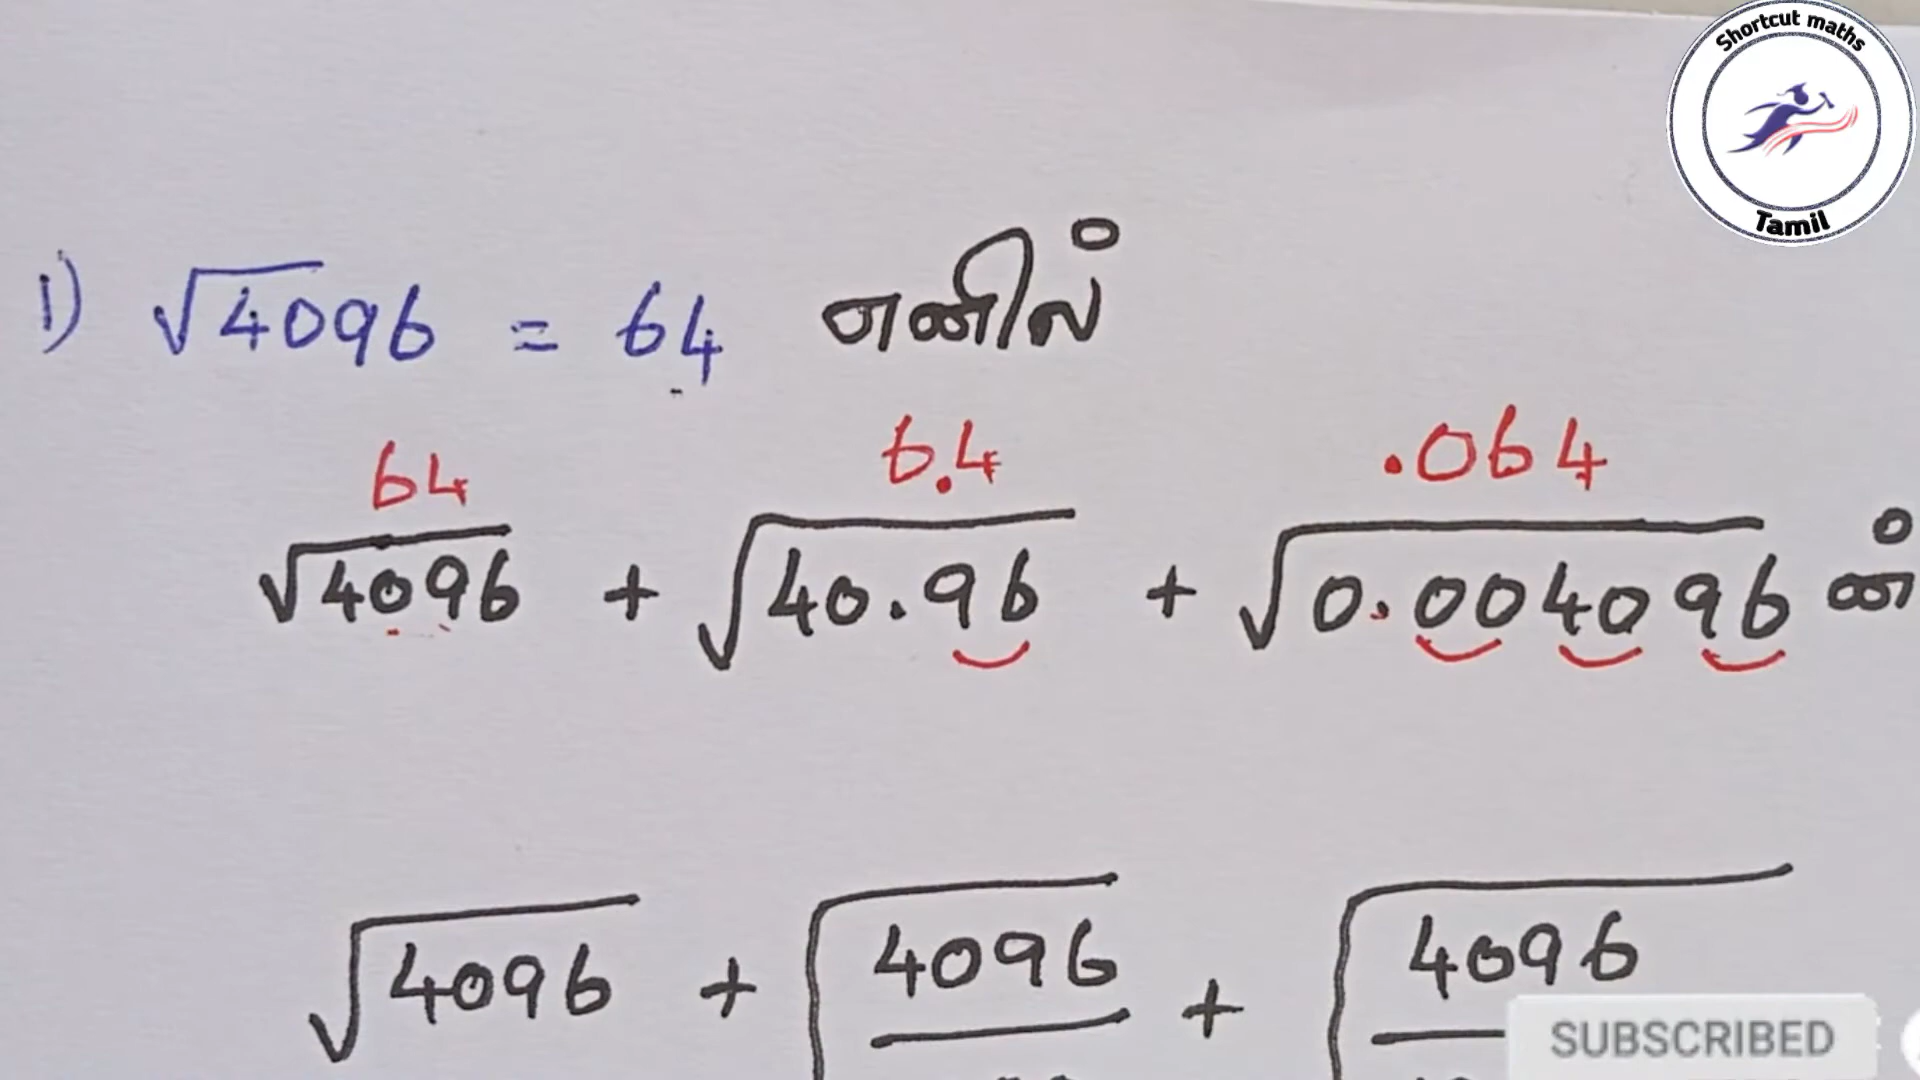 Shortcut maths
Tamil
1) √4096 = 64 எனில்
64 6.4 .064
√4096 + √40.96 + √0.004096 ன்
√4096 + √4096 + √4096
SUBSCRIBED